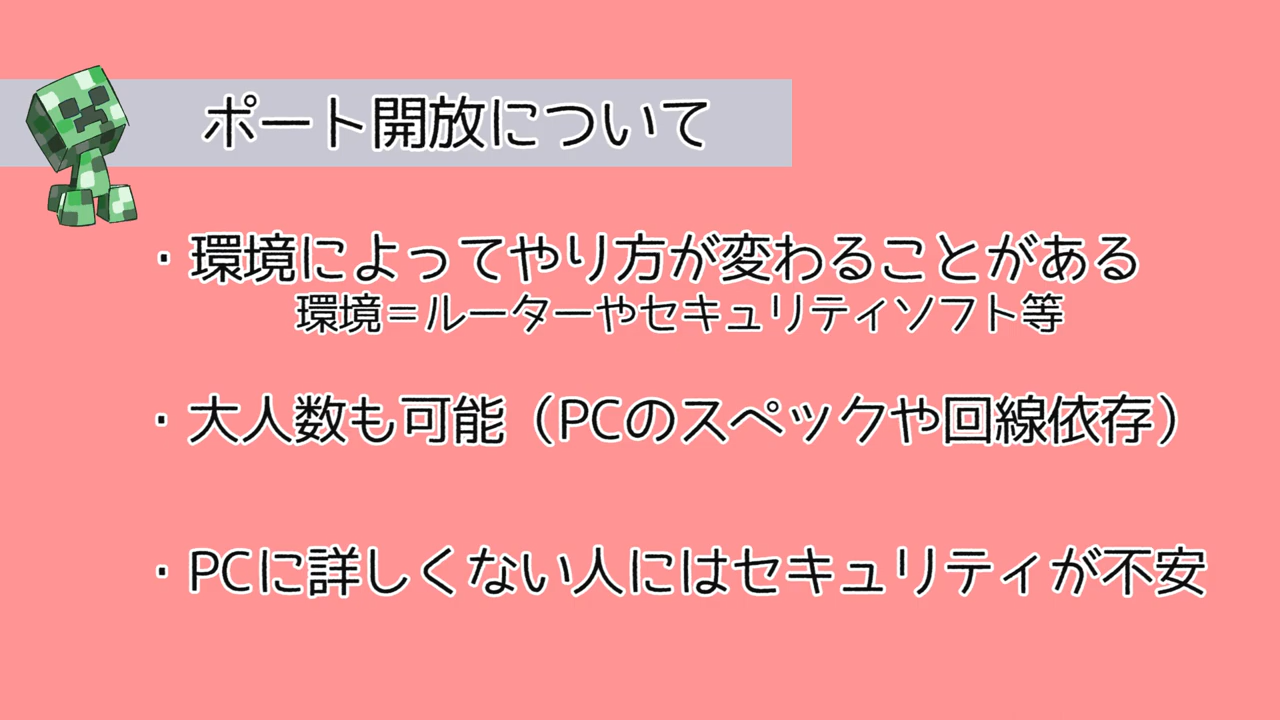 ポート開放について
・環境によってやり方が変わることがある
環境＝ルーターやセキュリティソフト等
・大人数も可能（PCのスペックや回線依存）
・PCに詳しくない人にはセキュリティが不安